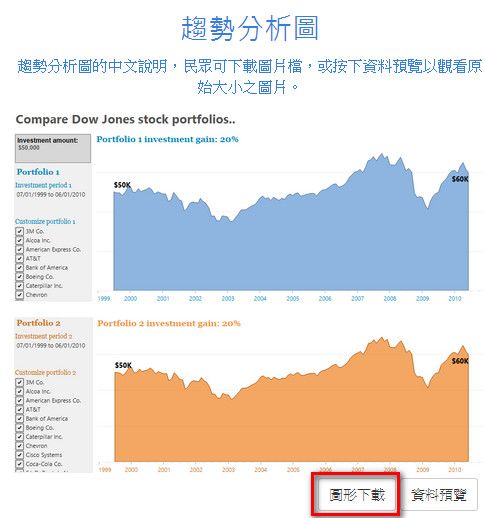 趨勢分析圖
趨勢分析圖的中文說明，民眾可下載圖片檔，或按下資料預覽以觀看原
始大小之圖片。
Compare Dow Jones stock portfolios..
Investment amount:
$50,000
Portfolio 1 investment gain: 20%
Portfolio 1
Investment period 1
07/01/1999 to 06/01/2010
Customize portfolio 1
3M Co.
Alcoa Inc.
American Express Co.
AT&T
Bank of America
Boeing Co.
Caterpillar Inc.
Chevron
$50K
$60K
1999 2000 2001 2002 2003 2004 2005 2006 2007 2008 2009 2010
Portfolio 2
Portfolio 2 investment gain: 20%
Investment period 2
07/01/1999 to 06/01/2010
Customize portfolio 2
3M Co.
Alcoa Inc.
American Express Co.
AT&T
Bank of America
Boeing Co.
Caterpillar Inc.
Chevron
Cisco Systems
Coca-Cola Co.
$50K
$60K
1999 2000 2001 2002 2003 2004 2005 2006 2007 2008 2009 2010
圖形下載 資料預覽